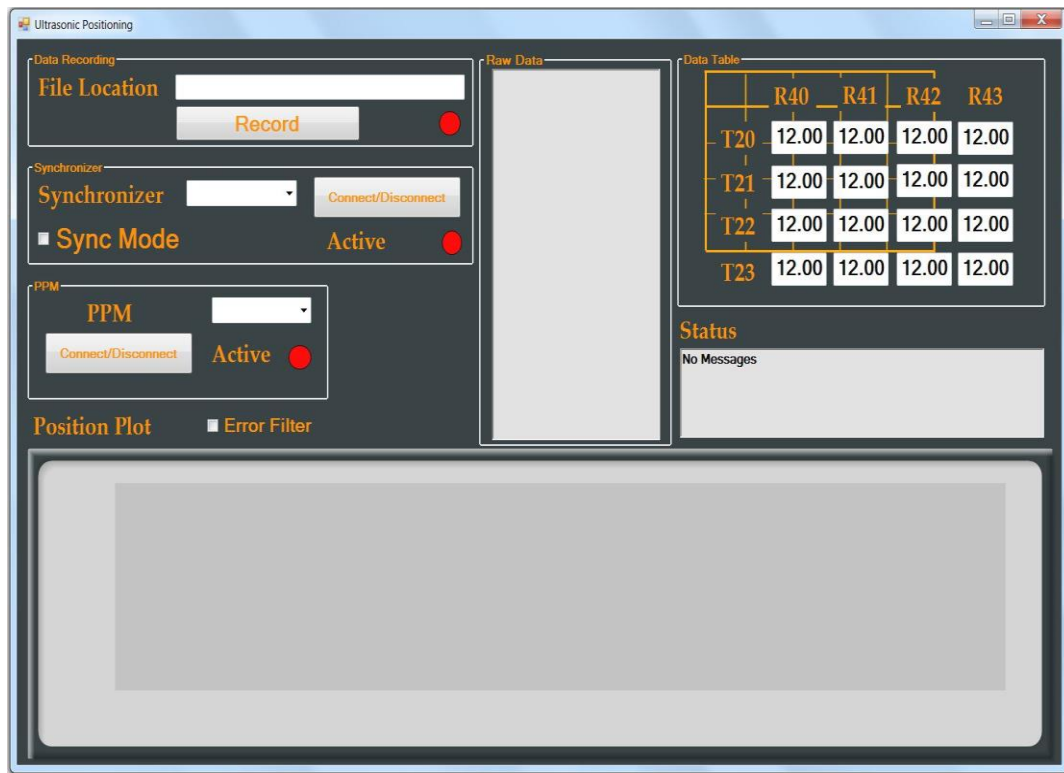 Ultrasonic Positioning
Data Recording
File Location
Record
Synchronizer
Synchronizer
Connect/Disconnect
Sync Mode
Active
PPM
PPM
Connect/Disconnect
Active
Position Plot
Error Filter
Raw Data
Data Table
R40 R41 R42 R43
T20 12.00 12.00 12.00 12.00
T21 12.00 12.00 12.00 12.00
T22 12.00 12.00 12.00 12.00
T23 12.00 12.00 12.00 12.00
Status
No Messages